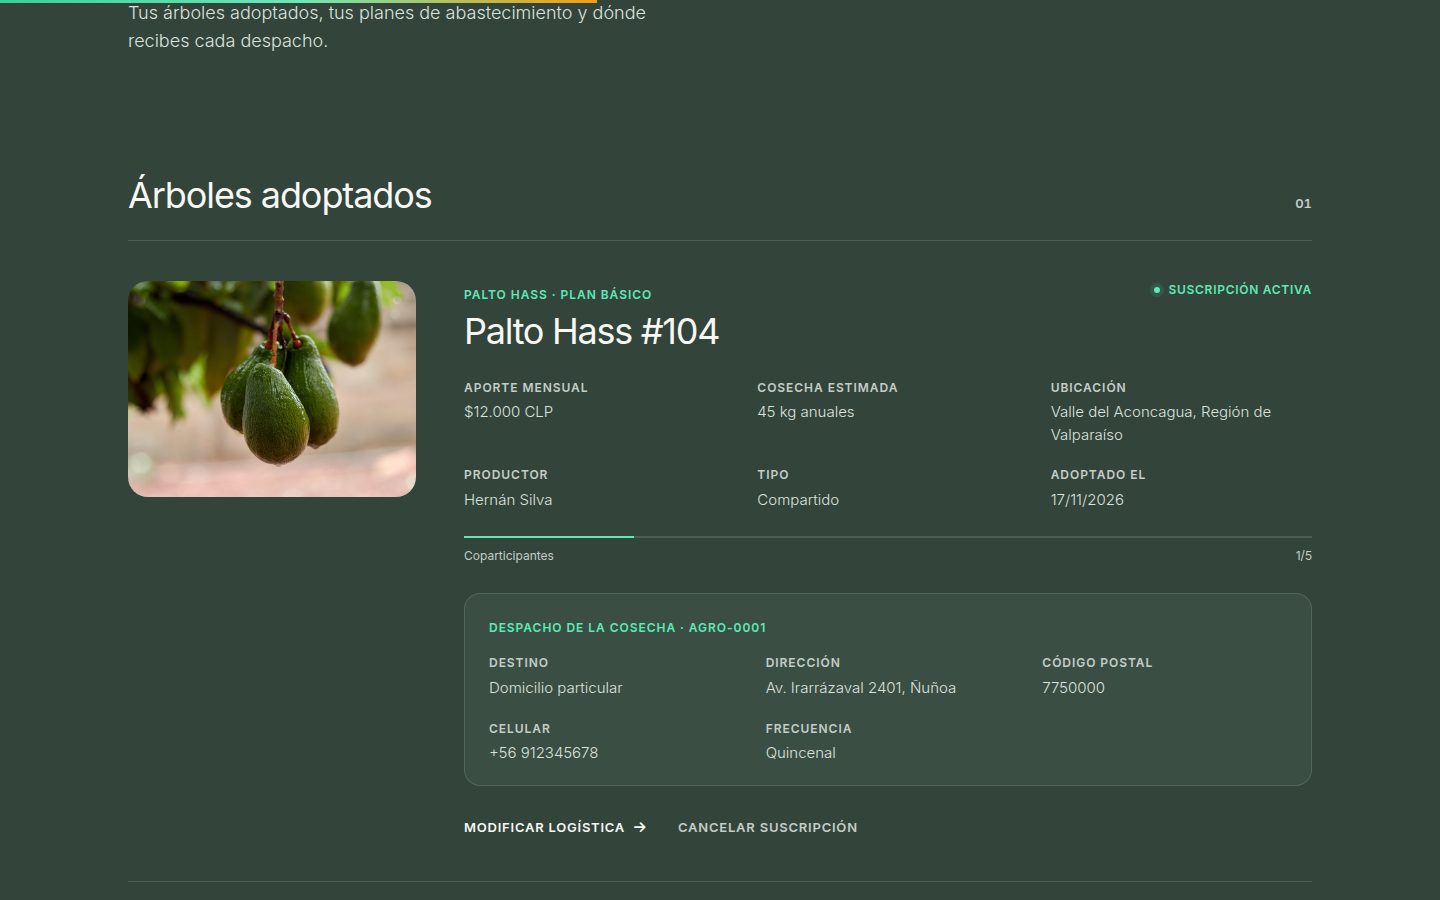 Tus árboles adoptados, tus planes de abastecimiento y dónde
recibes cada despacho.
Árboles adoptados
01
PALTO HASS · PLAN BÁSICO
SUSCRIPCIÓN ACTIVA
Palto Hass #104
APORTE MENSUAL
$12.000 CLP
COSECHA ESTIMADA
45 kg anuales
UBICACIÓN
Valle del Aconcagua, Región de
Valparaíso
PRODUCTOR
Hernán Silva
TIPO
Compartido
ADOPTADO EL
17/11/2026
Coparticipantes
1/5
DESPACHO DE LA COSECHA · AGRO-0001
DESTINO
Domicilio particular
DIRECCIÓN
Av. Irarrázaval 2401, Ñuñoa
CÓDIGO POSTAL
7750000
CELULAR
+56 912345678
FRECUENCIA
Quincenal
MODIFICAR LOGÍSTICA →
CANCELAR SUSCRIPCIÓN